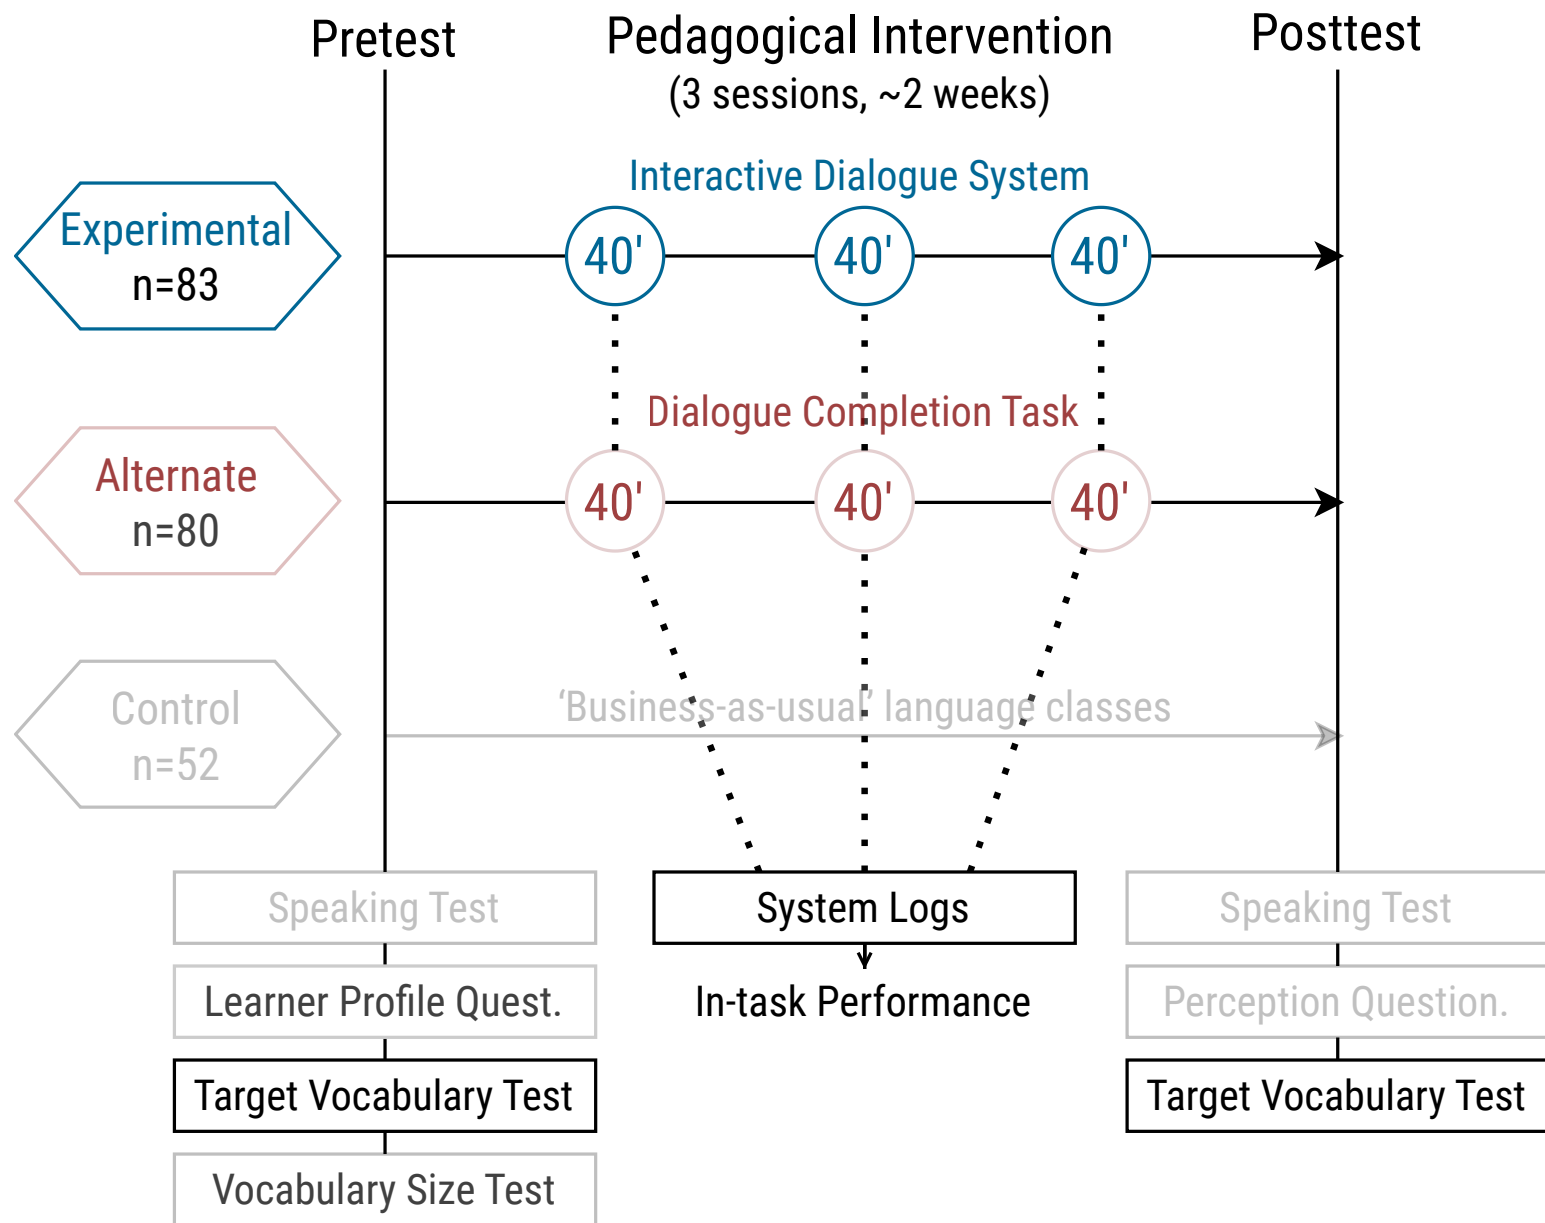 Pretest
Pedagogical Intervention
(3 sessions, ~2 weeks)
Posttest
Interactive Dialogue System
Experimental
n=83
40'
40'
40'
Dialogue Completion Task
Alternate
n=80
40'
40'
40'
Control
n=52
‘Business-as-usual’ language classes
Speaking Test
Learner Profile Quest.
Target Vocabulary Test
Vocabulary Size Test
System Logs
In-task Performance
Speaking Test
Perception Question.
Target Vocabulary Test